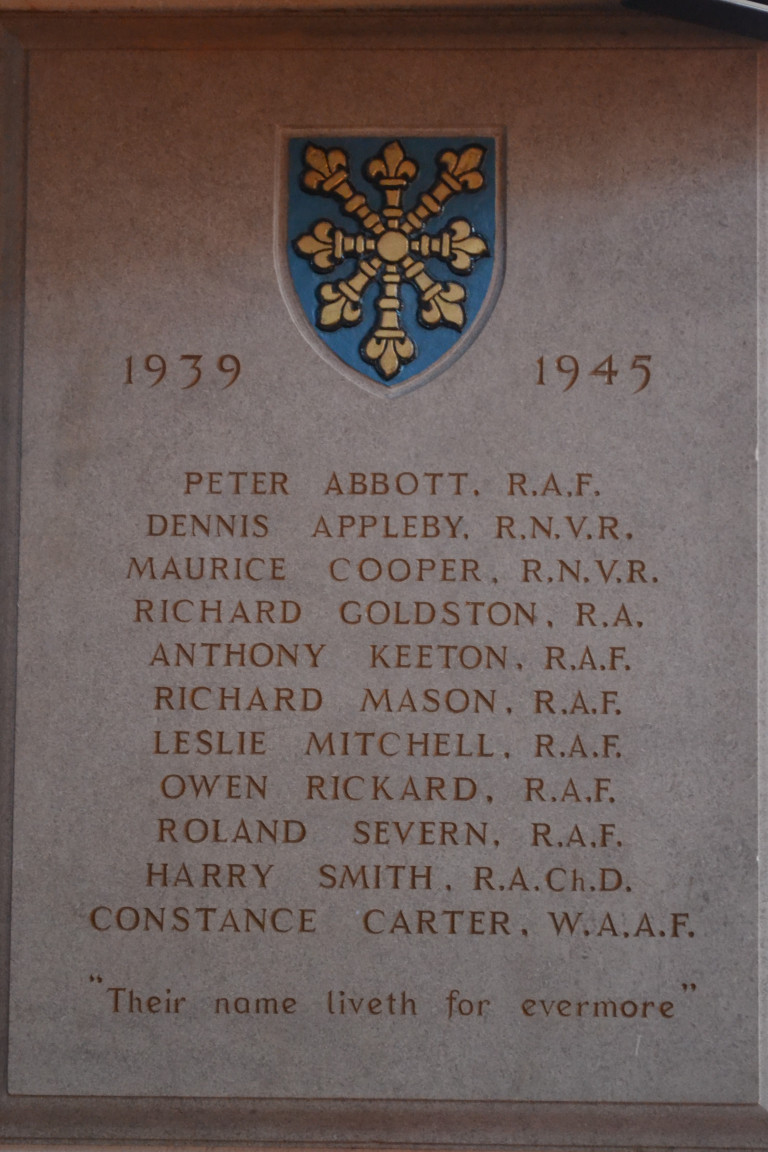 1939 1945
PETER ABBOTT. R.A.F.
DENNIS APPLEBY. R.N.V.R.
MAURICE COOPER. R.N.V.R.
RICHARD GOLDSTON. R.A.
ANTHONY KEETON. R.A.F.
RICHARD MASON. R.A.F.
LESLIE MITCHELL. R.A.F.
OWEN RICKARD. R.A.F.
ROLAND SEVERN. R.A.F.
HARRY SMITH. R.A.Ch.D.
CONSTANCE CARTER. W.A.A.F.
"Their name liveth for evermore"